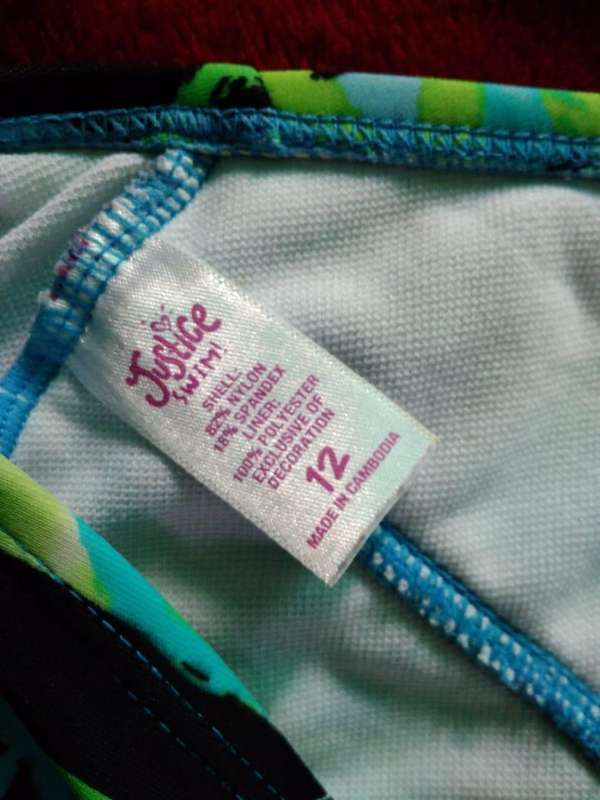 Justice
SWIM!
SHELL:
82% NYLON
18% SPANDEX
LINER:
100% POLYESTER
EXCLUSIVE OF
DECORATION
12
MADE IN CAMBODIA